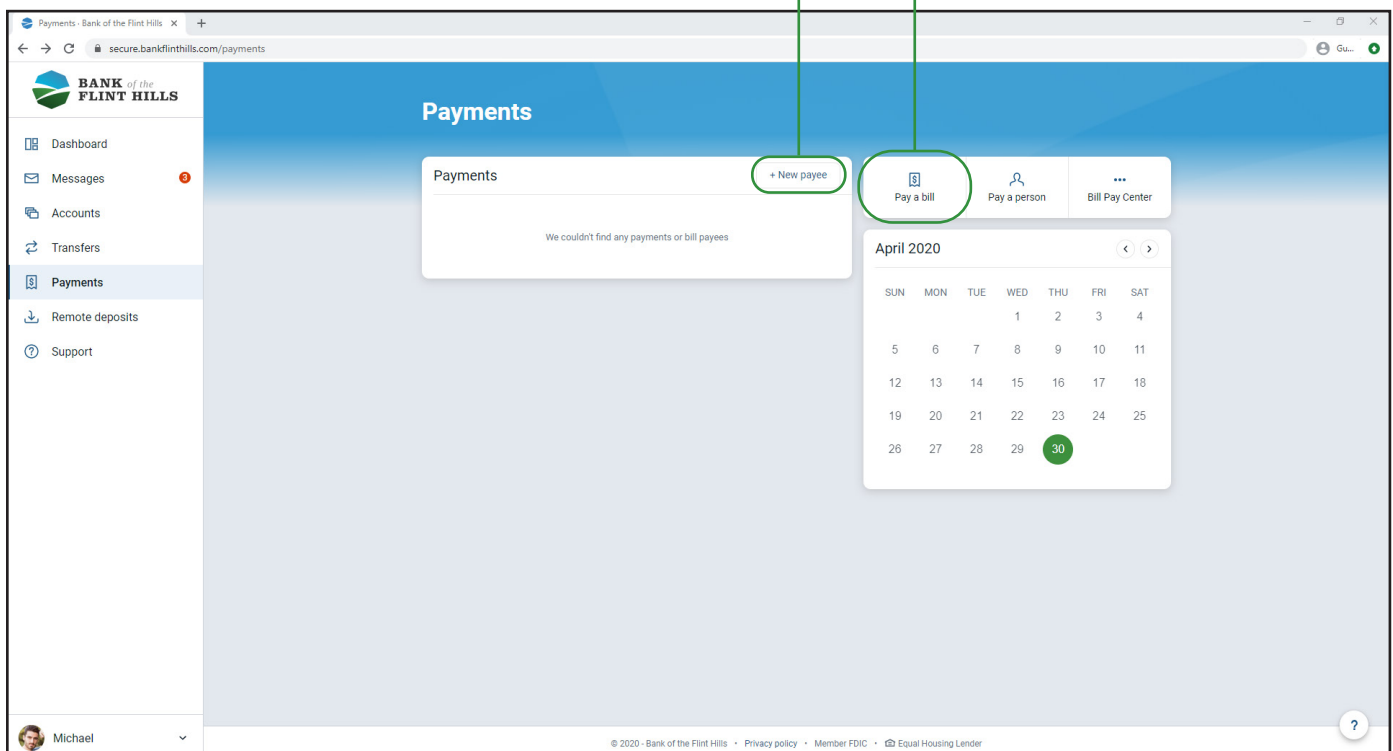 Payments - Bank of the Flint Hills
secure.bankflinthills.com/payments
Gu...
BANK of the
FLINT HILLS
Dashboard
Messages 3
Accounts
Transfers
Payments
Remote deposits
Support
Michael
Payments
Payments + New payee
We couldn't find any payments or bill payees
Pay a bill Pay a person Bill Pay Center
April 2020
SUN MON TUE WED THU FRI SAT
1 2 3 4
5 6 7 8 9 10 11
12 13 14 15 16 17 18
19 20 21 22 23 24 25
26 27 28 29 30
?
© 2020 - Bank of the Flint Hills • Privacy policy • Member FDIC • Equal Housing Lender